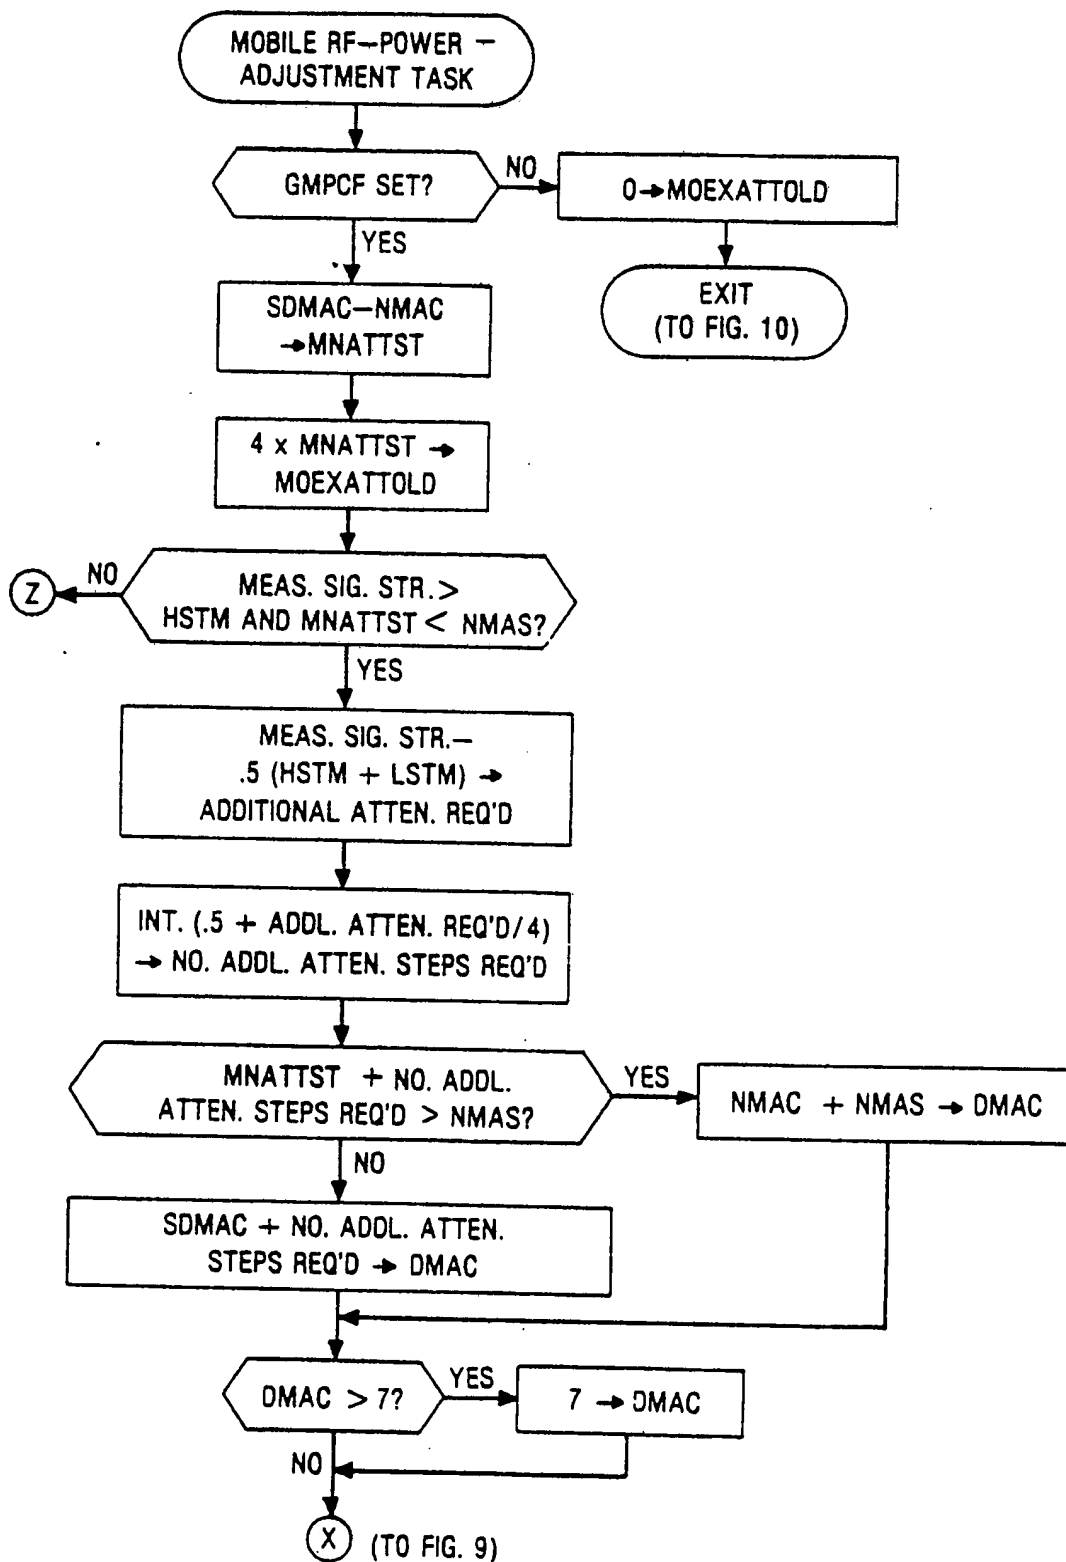 MOBILE RF-POWER-
ADJUSTMENT TASK
GMPCF SET?
NO
0→MOEXATTOLD
YES
EXIT
(TO FIG. 10)
SDMAC-NMAC
→MNATTST
4 x MNATTST →
MOEXATTOLD
Z
NO
MEAS. SIG. STR.>
HSTM AND MNATTST < NMAS?
YES
MEAS. SIG. STR.-
.5 (HSTM + LSTM) →
ADDITIONAL ATTEN. REQ'D
INT. (.5 + ADDL. ATTEN. REQ'D/4)
→ NO. ADDL. ATTEN. STEPS REQ'D
MNATTST + NO. ADDL.
ATTEN. STEPS REQ'D > NMAS?
YES
NMAC + NMAS → DMAC
NO
SDMAC + NO. ADDL. ATTEN.
STEPS REQ'D → DMAC
DMAC > 7?
YES
7 → DMAC
NO
X
(TO FIG. 9)